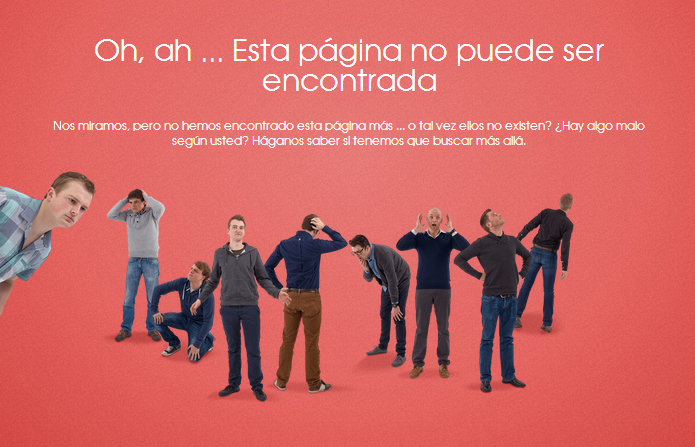 Oh, ah ... Esta página no puede ser
encontrada
Nos miramos, pero no hemos encontrado esta página más ... o tal vez ellos no existen? ¿Hay algo malo
según usted? Háganos saber si tenemos que buscar más allá.